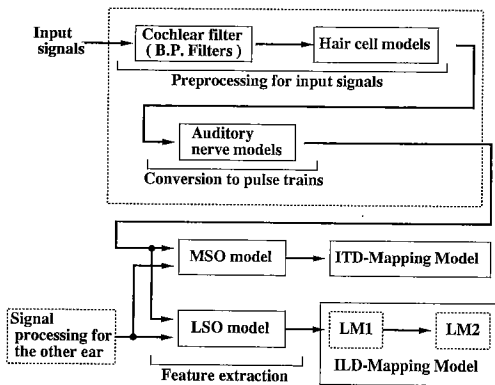 Input
signals
Cochlear filter
( B.P. Filters )
Hair cell models
Preprocessing for input signals
Auditory
nerve models
Conversion to pulse trains
MSO model
ITD-Mapping Model
Signal
processing for
the other ear
LSO model
LM1
LM2
ILD-Mapping Model
Feature extraction